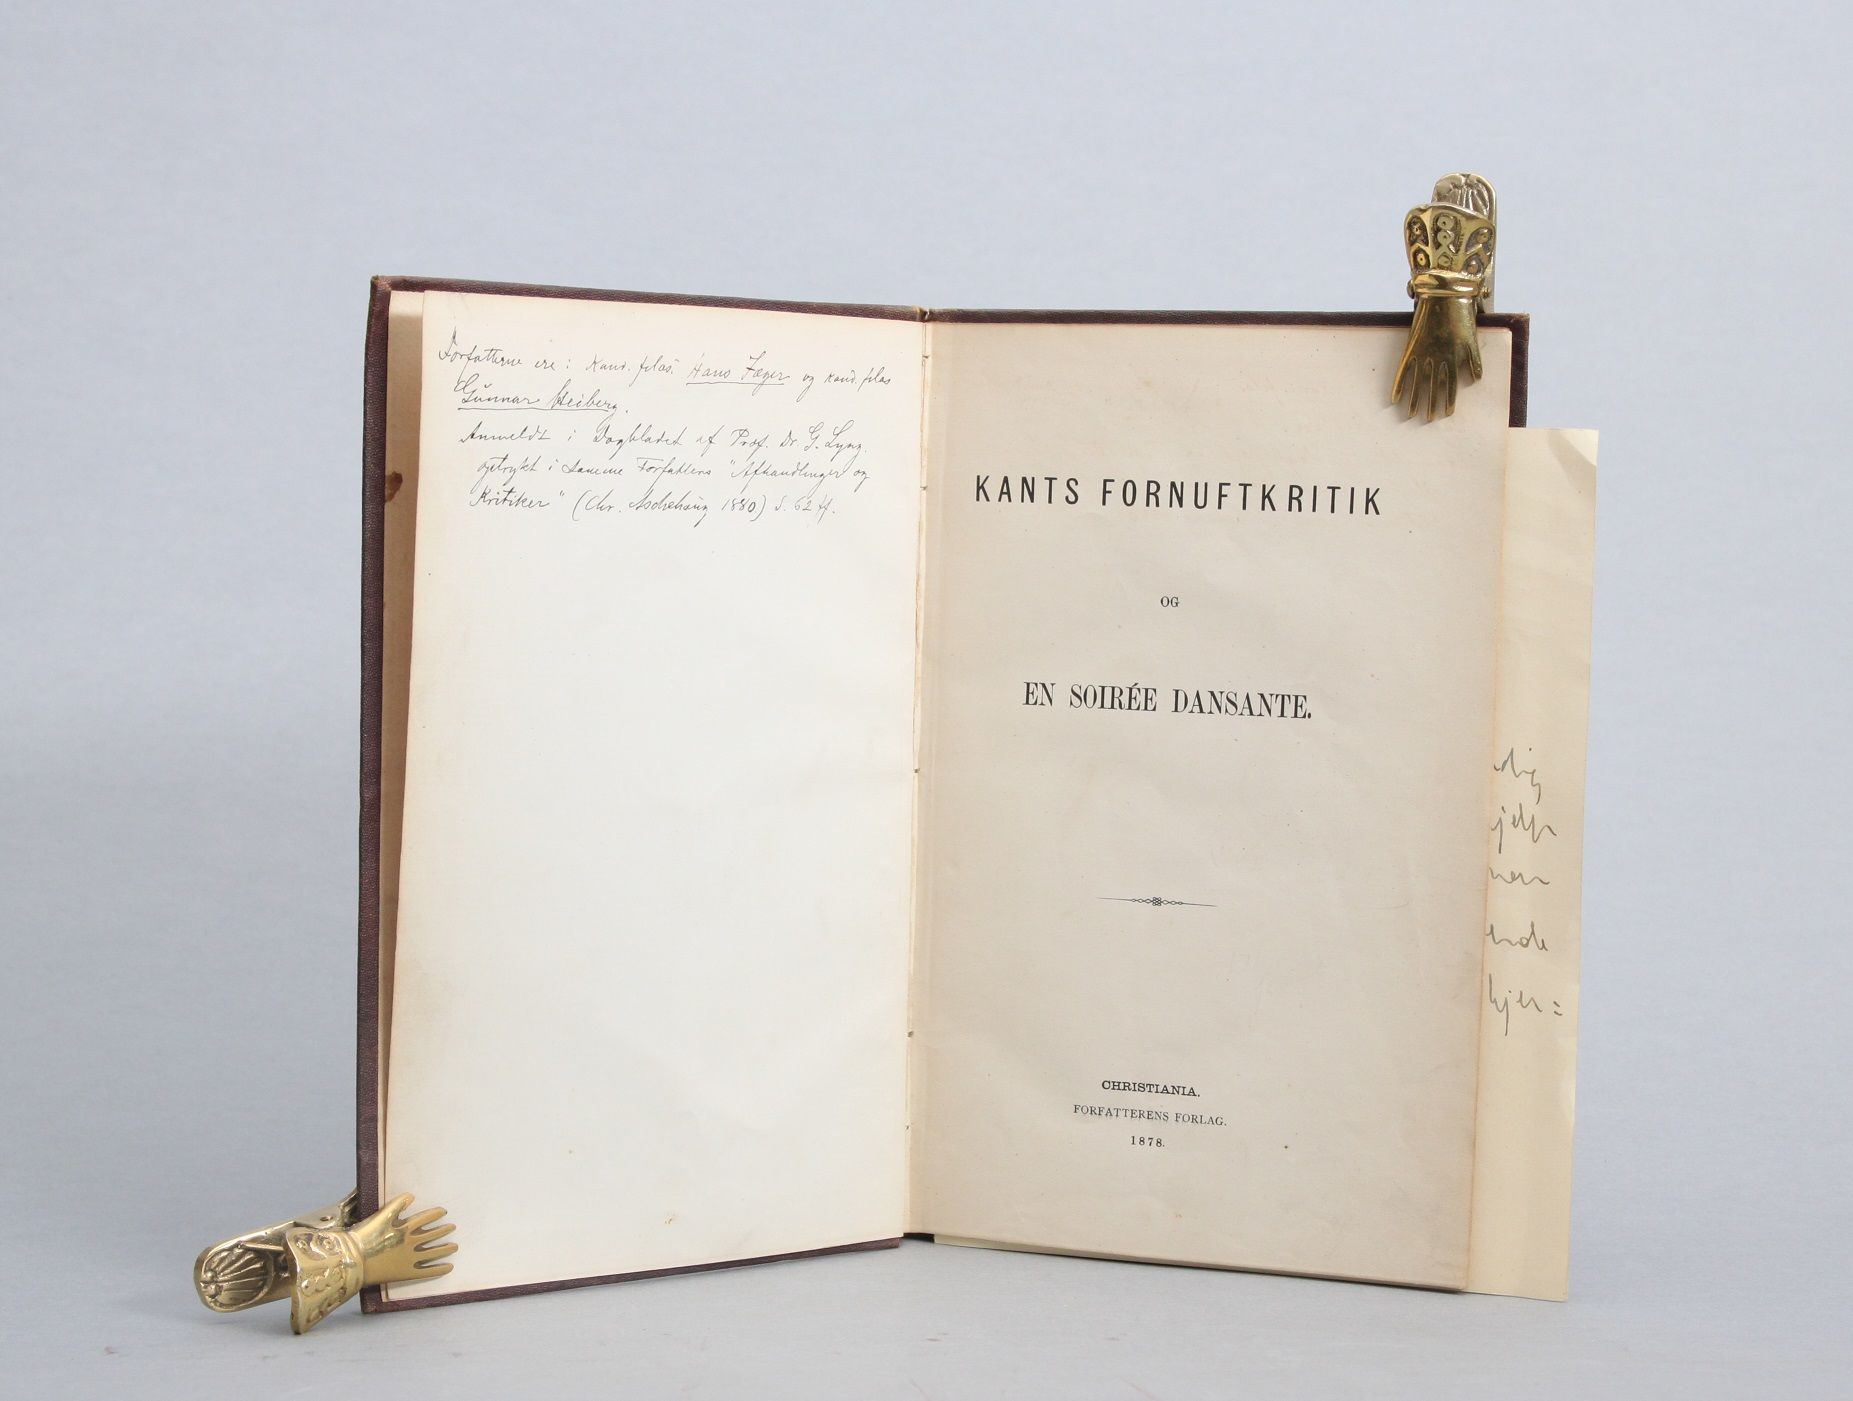 Forfatterne ere: Kand. filos. Hans Jæger og kand. filos
Gunnar Heiberg.
Anmeldt i Dagbladet af Prof. Dr. G. Lyng.
optrykt i samme Forfatters "Afhandlinger og
Kritiker" (Chr. Aschehoug 1880) S. 62 ff.
KANTS FORNUFTKRITIK
OG
EN SOIRÉE DANSANTE.
CHRISTIANIA.
FORFATTERENS FORLAG.
1878.